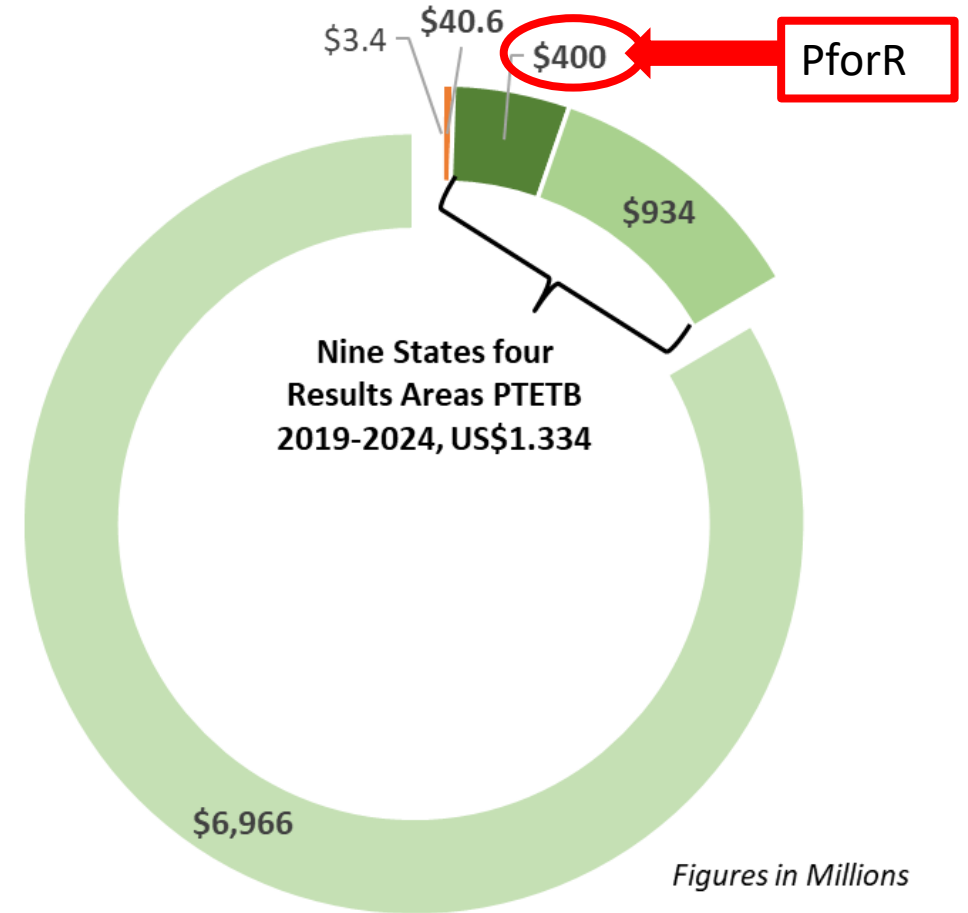 $3.4
$40.6
$400
PforR
$934
Nine States four
Results Areas PTETB
2019-2024, US$1.334
$6,966
Figures in Millions